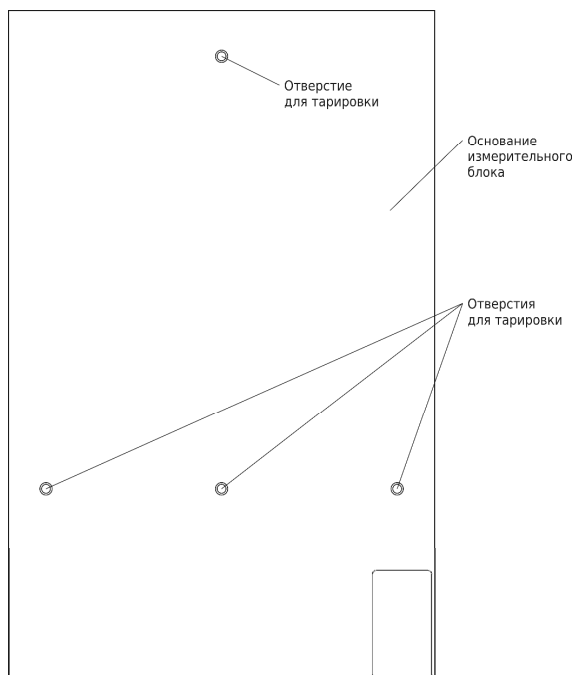 Отверстие
для тарировки
Основание
измерительного
блока
Отверстия
для тарировки